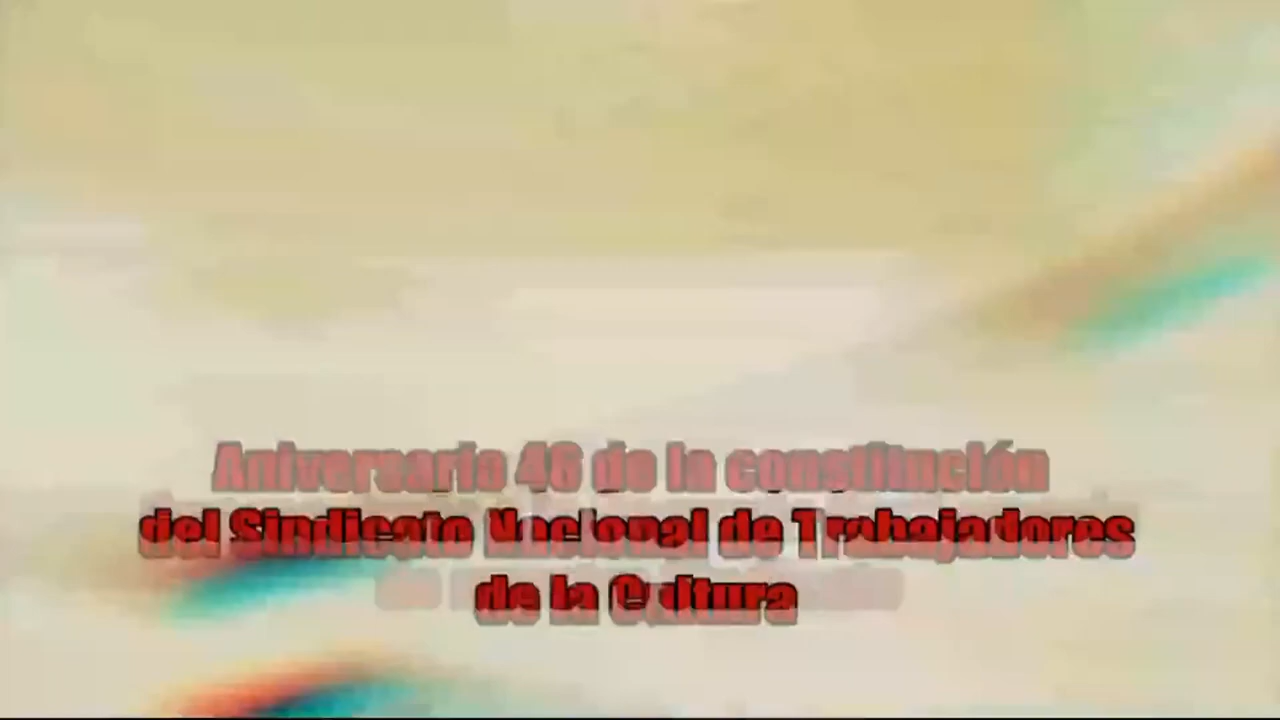 Aniversario 46 de la constitución
del Sindicato Nacional de Trabajadores
de la Cultura